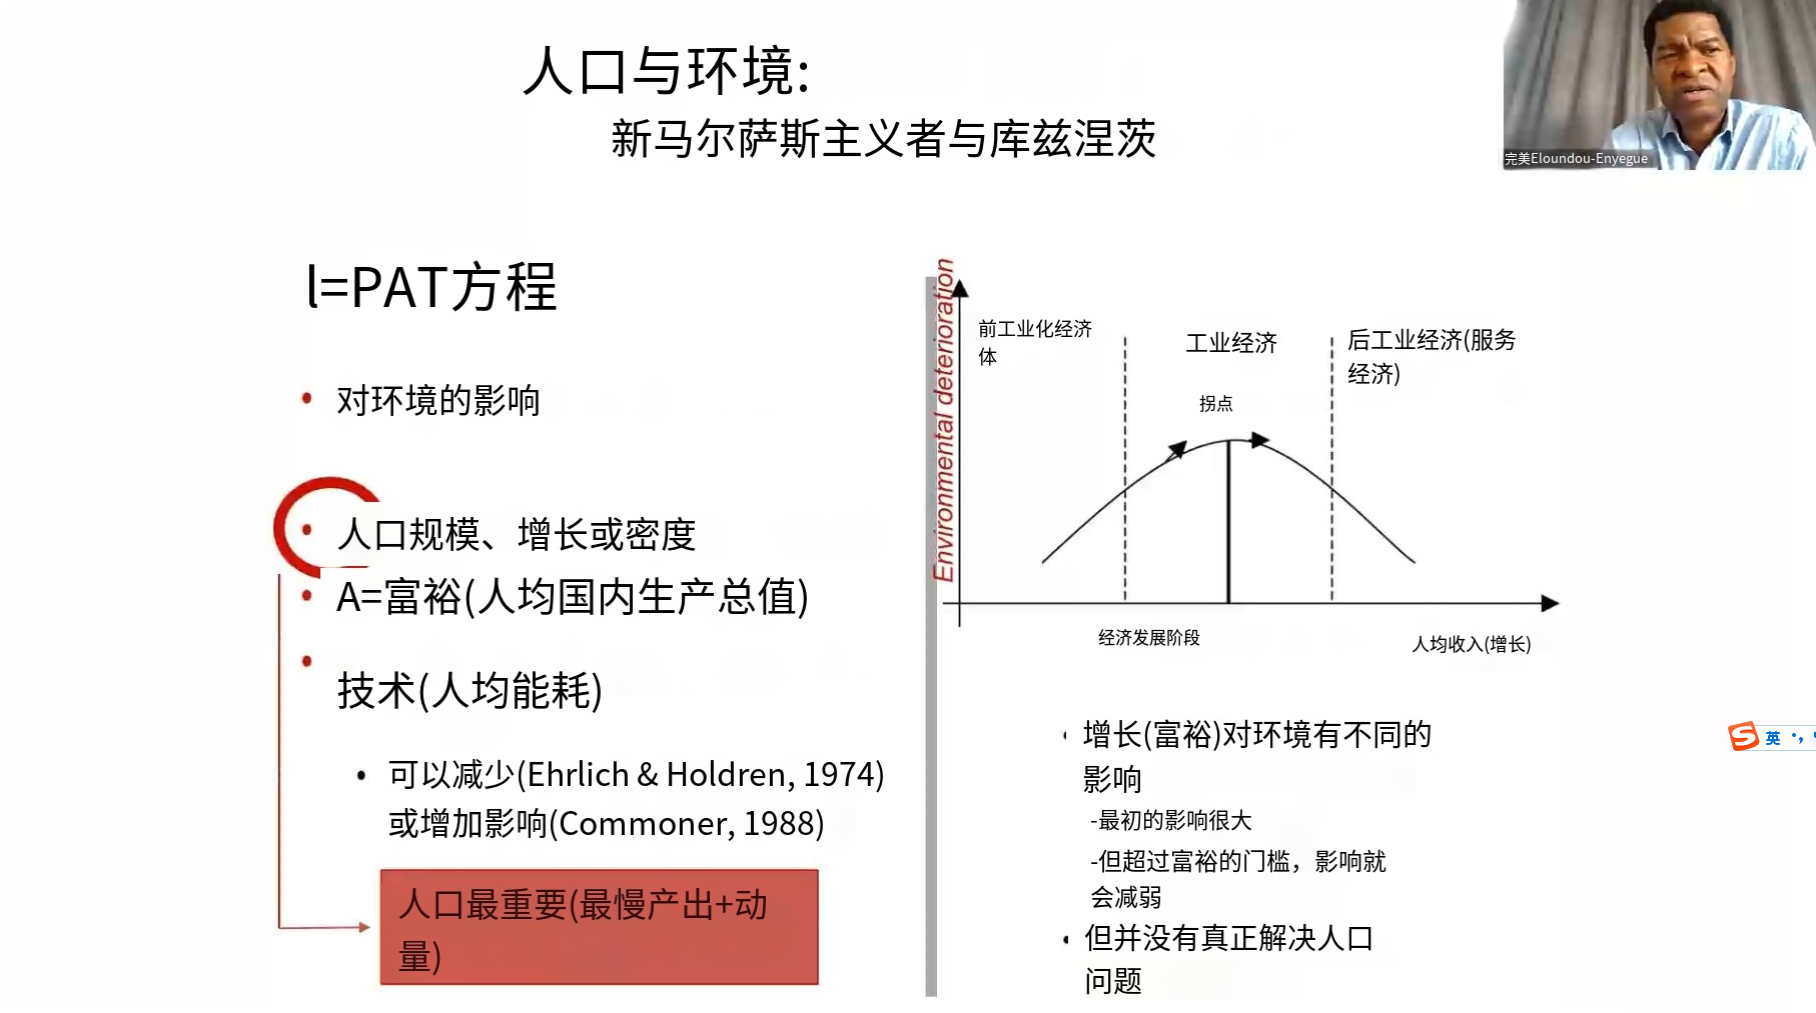 人口与环境:
新马尔萨斯主义者与库兹涅茨
完美Eloundou-Enyegue
l=PAT方程
对环境的影响
人口规模、增长或密度
A=富裕(人均国内生产总值)
技术(人均能耗)
可以减少(Ehrlich & Holdren, 1974)
或增加影响(Commoner, 1988)
人口最重要(最慢产出+动
量)
Environmental deterioration
前工业化经济
体
工业经济
后工业经济(服务
经济)
拐点
经济发展阶段
人均收入(增长)
增长(富裕)对环境有不同的
影响
-最初的影响很大
-但超过富裕的门槛，影响就
会减弱
但并没有真正解决人口
问题
英